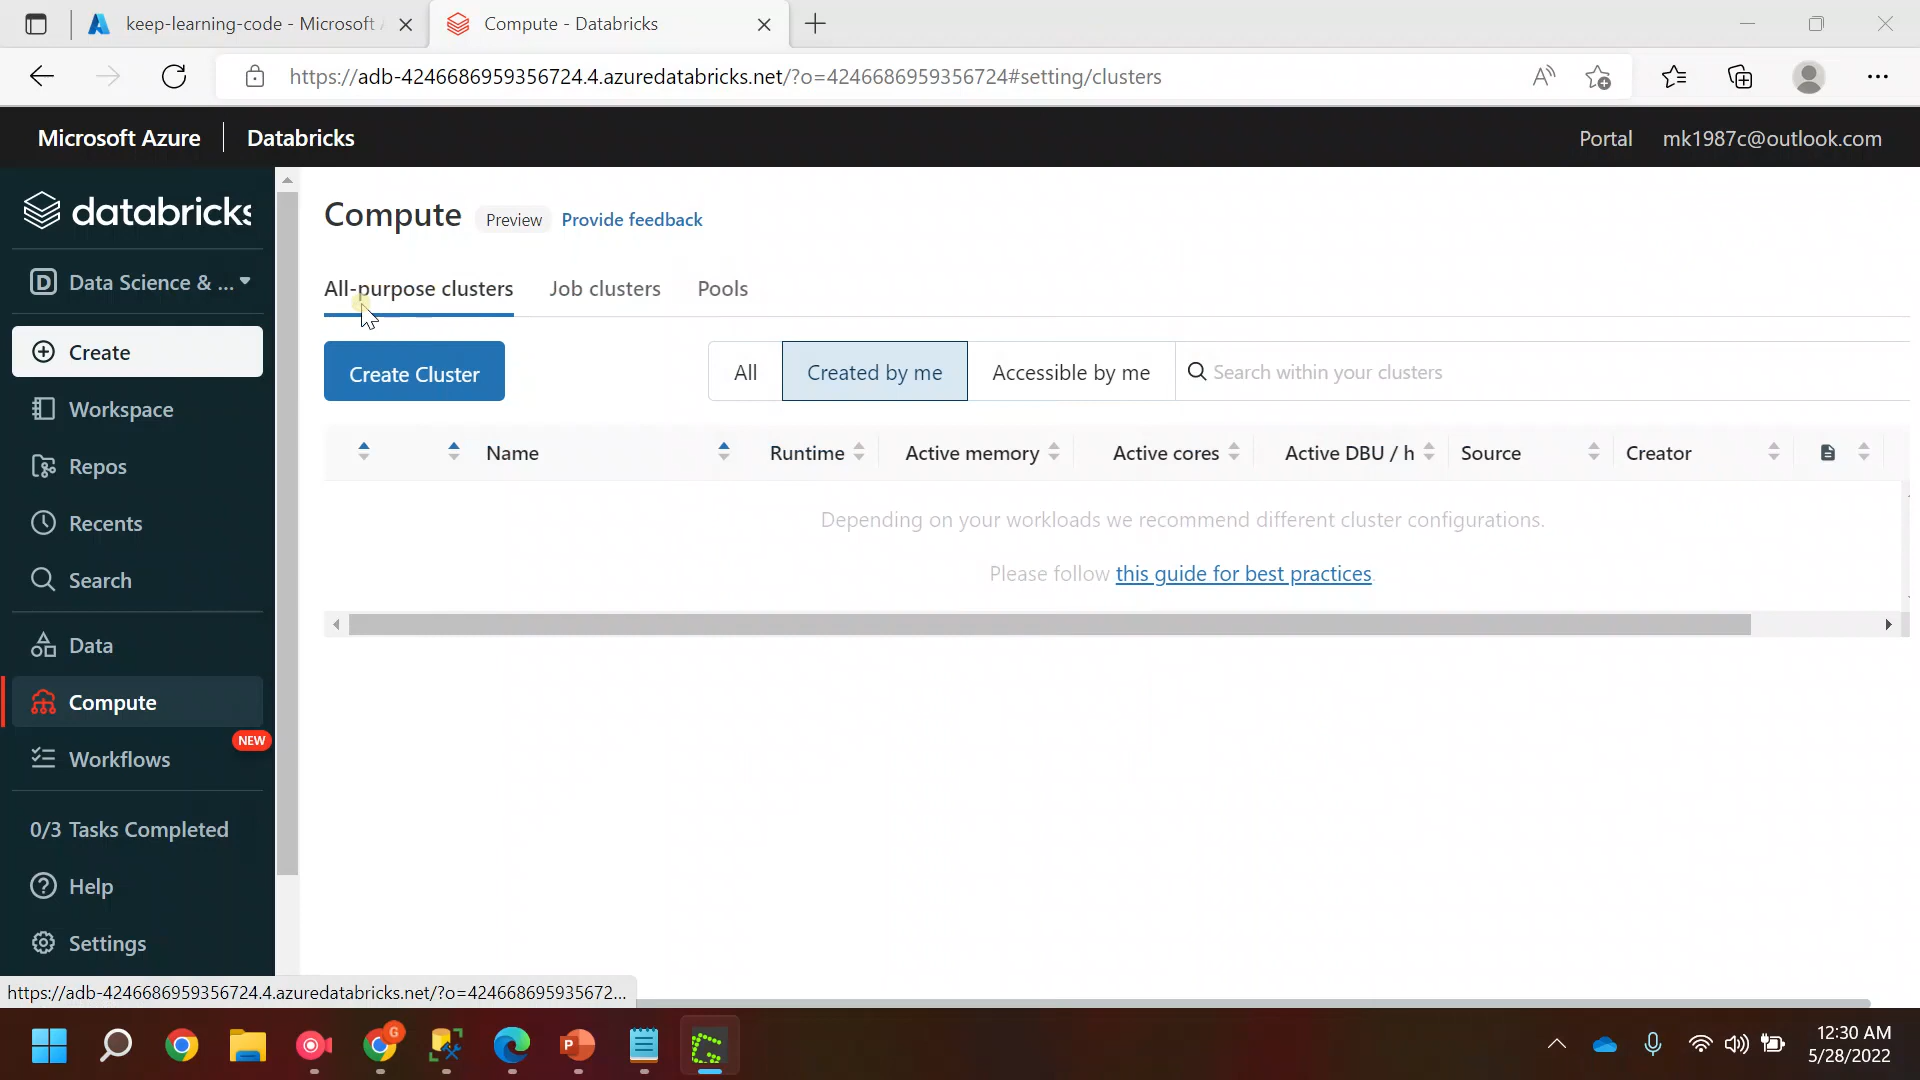 keep-learning-code - Microsoft A
Compute - Databricks
https://adb-4246686959356724.4.azuredatabricks.net/?o=4246686959356724#setting/clusters
Microsoft Azure
Databricks
Portal
mk1987c@outlook.com
databricks
D Data Science & ...
Create
Workspace
Repos
Recents
Search
Data
Compute
NEW
Workflows
0/3 Tasks Completed
Help
Settings
Compute
Preview
Provide feedback
All-purpose clusters
Job clusters
Pools
Create Cluster
All
Created by me
Accessible by me
Search within your clusters
Name
Runtime
Active memory
Active cores
Active DBU / h
Source
Creator
Depending on your workloads we recommend different cluster configurations.
Please follow this guide for best practices.
https://adb-4246686959356724.4.azuredatabricks.net/?o=424668695935672...
12:30 AM
5/28/2022